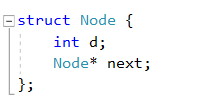 struct Node {
    int d;
    Node* next;
};